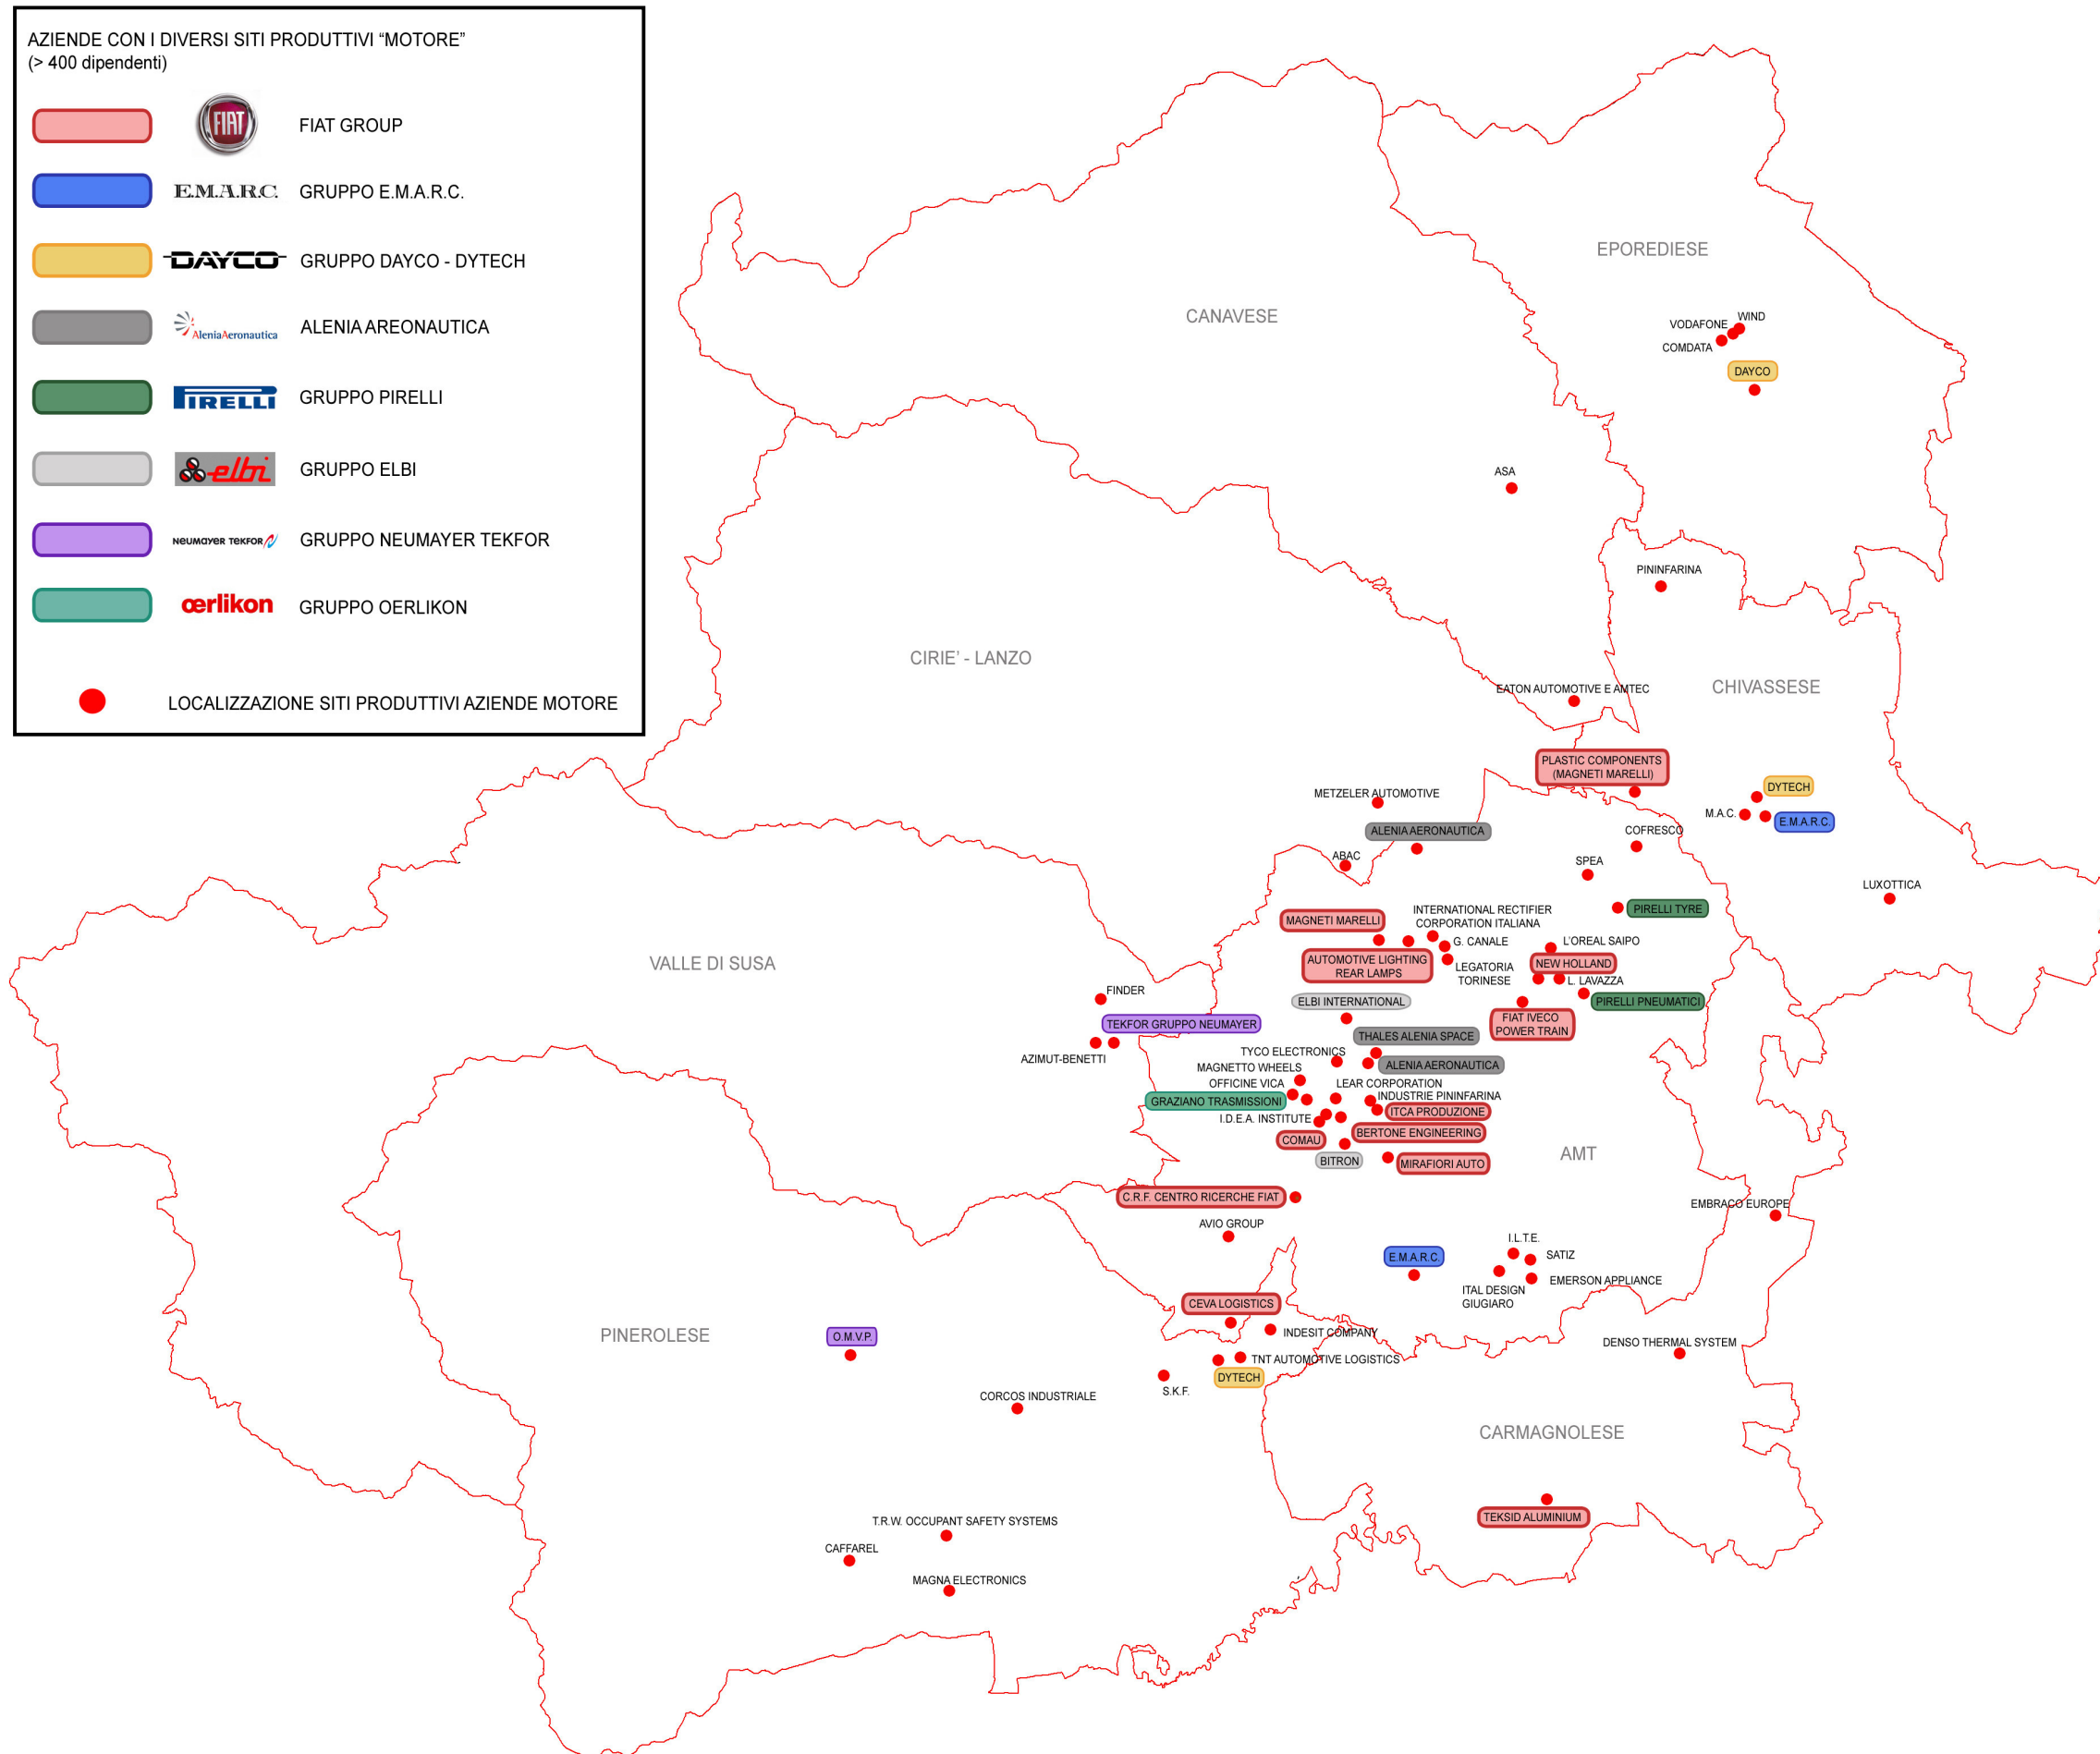 AZIENDE CON I DIVERSI SITI PRODUTTIVI “MOTORE”
(> 400 dipendenti)
FIAT
FIAT GROUP
E.M.A.R.C.
GRUPPO E.M.A.R.C.
DAYCO
GRUPPO DAYCO - DYTECH
AleniaAeronautica
ALENIA AREONAUTICA
PIRELLI
GRUPPO PIRELLI
elbi
GRUPPO ELBI
NEUMAYER TEKFOR
GRUPPO NEUMAYER TEKFOR
œrlikon
GRUPPO OERLIKON
LOCALIZZAZIONE SITI PRODUTTIVI AZIENDE MOTORE
EPOREDIESE
CANAVESE
WIND
VODAFONE
COMDATA
DAYCO
ASA
PININFARINA
CIRIE’ - LANZO
CHIVASSESE
EATON AUTOMOTIVE E AMTEC
PLASTIC COMPONENTS
(MAGNETI MARELLI)
DYTECH
METZELER AUTOMOTIVE
M.A.C.
E.M.A.R.C.
ALENIA AERONAUTICA
COFRESCO
ABAC
SPEA
LUXOTTICA
PIRELLI TYRE
MAGNETI MARELLI
INTERNATIONAL RECTIFIER
CORPORATION ITALIANA
G. CANALE
L’OREAL SAIPO
AUTOMOTIVE LIGHTING
REAR LAMPS
LEGATORIA
TORINESE
NEW HOLLAND
L. LAVAZZA
VALLE DI SUSA
FINDER
ELBI INTERNATIONAL
PIRELLI PNEUMATICI
TEKFOR GRUPPO NEUMAYER
FIAT IVECO
POWER TRAIN
THALES ALENIA SPACE
AZIMUT-BENETTI
TYCO ELECTRONICS
MAGNETTO WHEELS
ALENIA AERONAUTICA
OFFICINE VICA
LEAR CORPORATION
GRAZIANO TRASMISSIONI
INDUSTRIE PININFARINA
ITCA PRODUZIONE
I.D.E.A. INSTITUTE
COMAU
BERTONE ENGINEERING
BITRON
MIRAFIORI AUTO
AMT
C.R.F. CENTRO RICERCHE FIAT
EMBRACO EUROPE
AVIO GROUP
E.M.A.R.C.
I.L.T.E.
SATIZ
EMERSON APPLIANCE
ITAL DESIGN
GIUGIARO
CEVA LOGISTICS
PINEROLESE
O.M.V.P.
INDESIT COMPANY
DENSO THERMAL SYSTEM
TNT AUTOMOTIVE LOGISTICS
DYTECH
S.K.F.
CORCOS INDUSTRIALE
CARMAGNOLESE
TEKSID ALUMINIUM
T.R.W. OCCUPANT SAFETY SYSTEMS
CAFFAREL
MAGNA ELECTRONICS